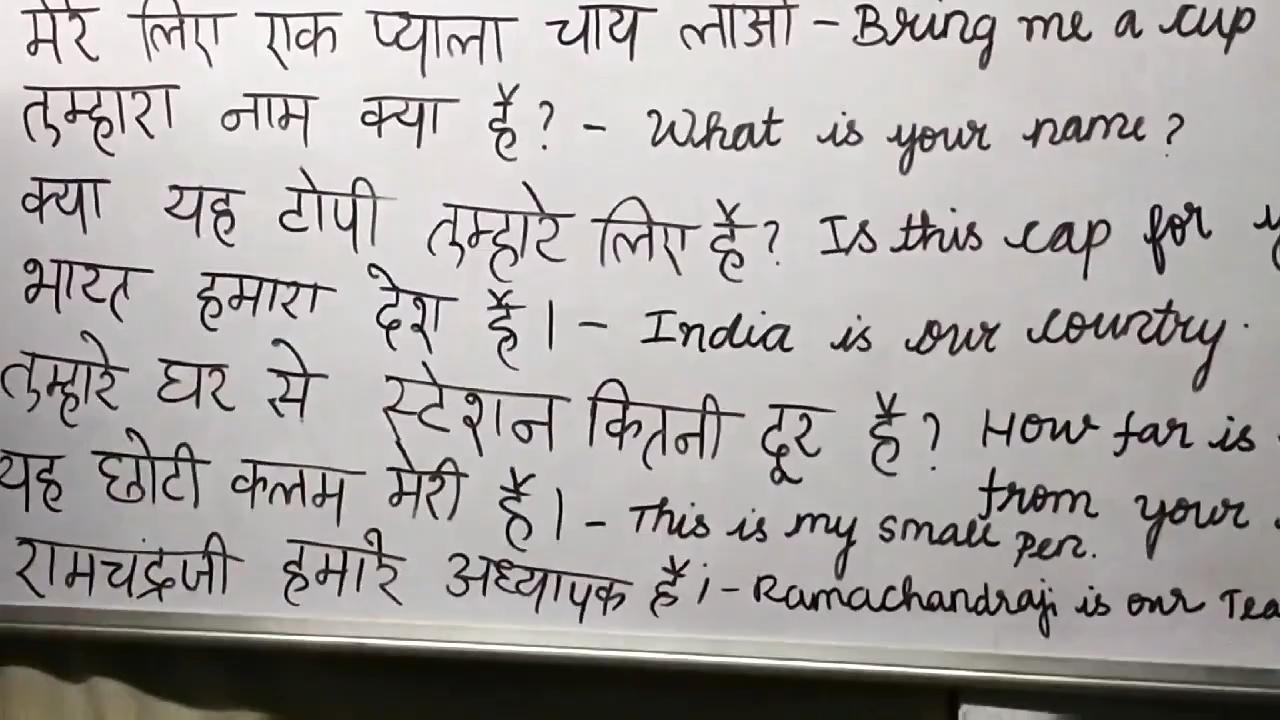 मेरे लिए एक प्याला चाय लाओ - Bring me a cup
तुम्हारा नाम क्या है? - What is your name?
क्या यह टोपी तुम्हारे लिए है? Is this cap for
भारत हमारा देश है। - India is our country.
तुम्हारे घर से स्टेशन कितनी दूर है? How far is
from your
यह छोटी कलम मेरी है। - This is my small pen.
रामचंद्रजी हमारे अध्यापक हैं।- Ramachandraji is our Tea